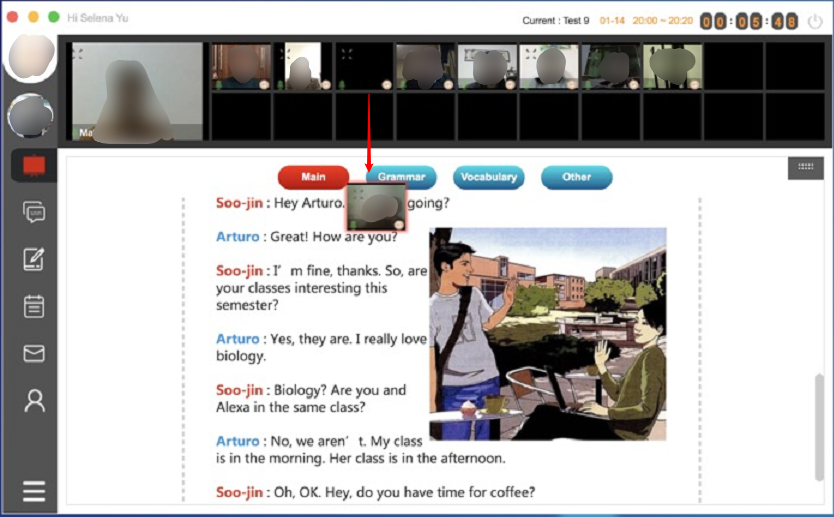 Hi Selena Yu
Current : Test 9 01-14 20:00 ~ 20:20 00:05:48
Ma
Main Grammar Vocabulary Other
Soo-jin : Hey Arturo. going?
Arturo : Great! How are you?
Soo-jin : I' m fine, thanks. So, are
your classes interesting this
semester?
Arturo : Yes, they are. I really love
biology.
Soo-jin : Biology? Are you and
Alexa in the same class?
Arturo : No, we aren' t. My class
is in the morning. Her class is in the afternoon.
Soo-jin : Oh, OK. Hey, do you have time for coffee?